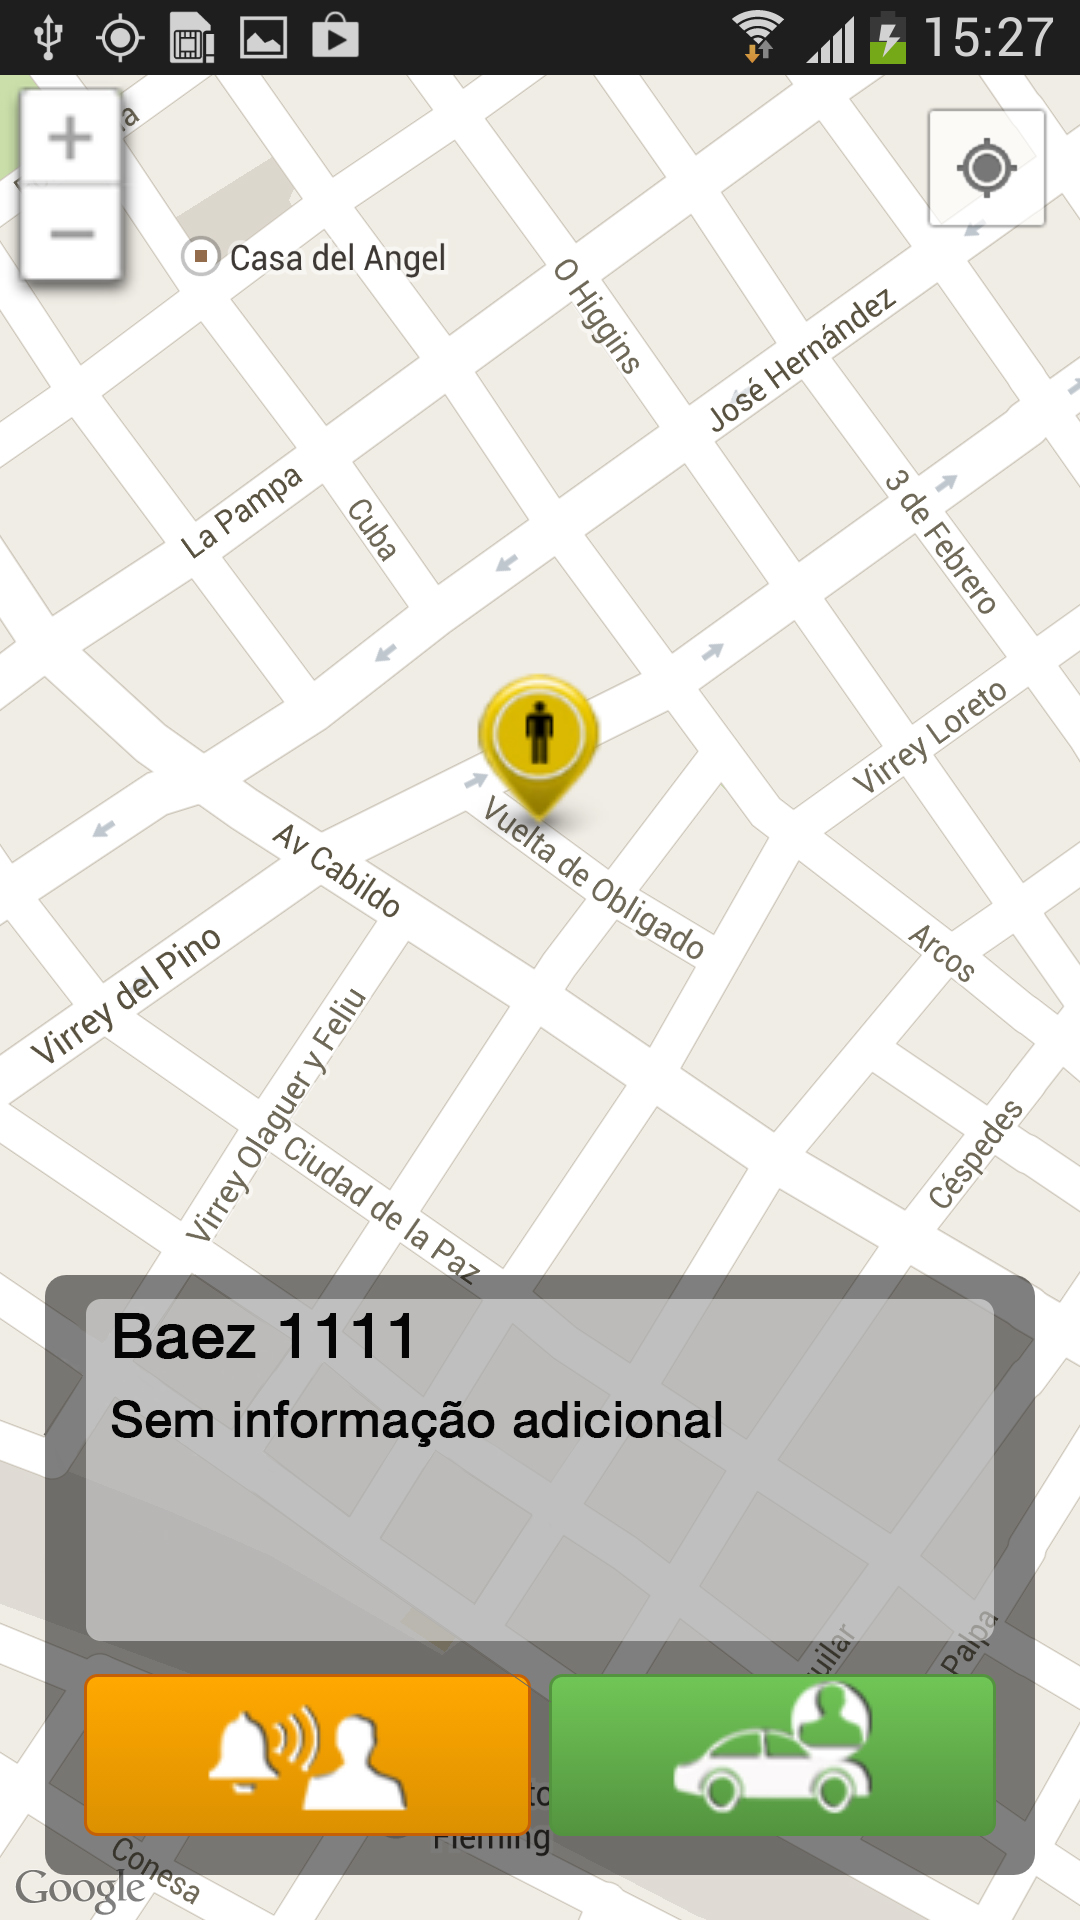 15:27
Casa del Angel
O Higgins
José Hernández
La Pampa
Cuba
3 de Febrero
Virrey Loreto
Av Cabildo
Vuelta de Obligado
Arcos
Virrey del Pino
Virrey Olaguer y Feliu
Ciudad de la Paz
Céspedes
Baez 1111
Sem informação adicional
Palpa
Fleming
Conesa
Google